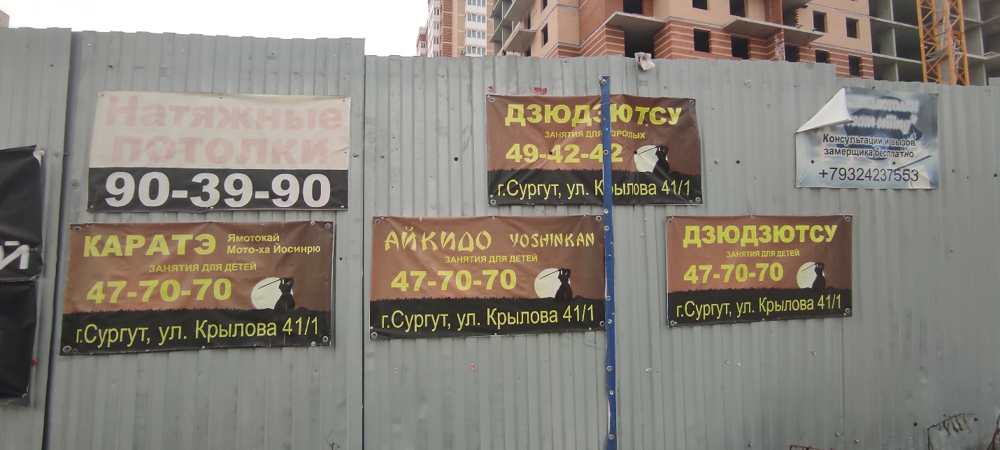 Натяжные
потолки
90-39-90
ДЗЮДЗЮТСУ
ЗАНЯТИЯ ДЛЯ ВЗРОСЛЫХ
49-42-42
г.Сургут, ул. Крылова 41/1
Консультации и вызов
замерщика бесплатно
+79324237553
Й
КАРАТЭ
Ямотокай
Мото-ха Йосинрю
ЗАНЯТИЯ ДЛЯ ДЕТЕЙ
47-70-70
г.Сургут, ул. Крылова 41/1
АЙКИДО YOSHINKAN
ЗАНЯТИЯ ДЛЯ ДЕТЕЙ
47-70-70
г.Сургут, ул. Крылова 41/1
ДЗЮДЗЮТСУ
ЗАНЯТИЯ ДЛЯ ДЕТЕЙ
47-70-70
г.Сургут, ул. Крылова 41/1